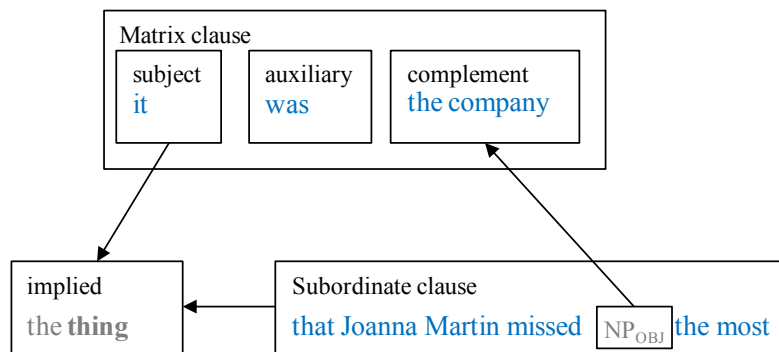 Matrix clause
subject auxiliary complement
it was the company
implied Subordinate clause
the thing that Joanna Martin missed NP_OBJ the most